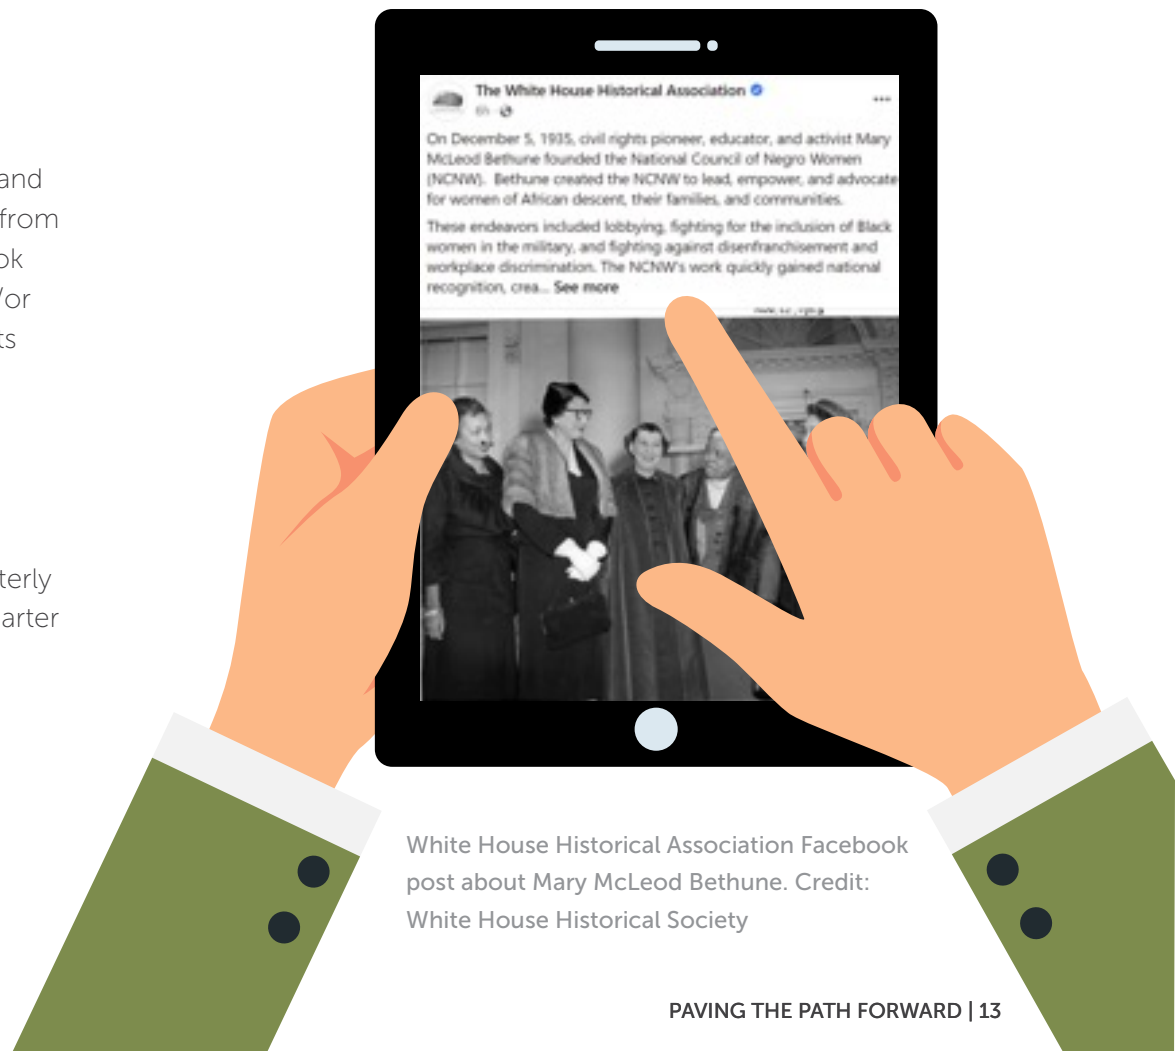 and
from
ok
/or
ts
terly
arter
The White House Historical Association
6h
On December 5, 1935, civil rights pioneer, educator, and activist Mary
McLeod Bethune founded the National Council of Negro Women
(NCNW). Bethune created the NCNW to lead, empower, and advocate
for women of African descent, their families, and communities.
These endeavors included lobbying, fighting for the inclusion of Black
women in the military, and fighting against disenfranchisement and
workplace discrimination. The NCNW's work quickly gained national
recognition, crea... See more
White House Historical Association Facebook
post about Mary McLeod Bethune. Credit:
White House Historical Society
PAVING THE PATH FORWARD | 13